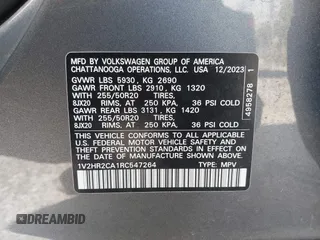 MFD. BY VOLKSWAGEN GROUP OF AMERICA
CHATTANOOGA OPERATIONS, LLC. USA 12/2023
GVWR LBS 5930, KG 2690
GAWR FRONT LBS 2910, KG 1320
WITH 255/50R20 TIRES,
8JX20 RIMS, AT 250 KPA, 36 PSI COLD
GAWR REAR LBS 3131, KG 1420
WITH 255/50R20 TIRES,
8JX20 RIMS, AT 250 KPA, 36 PSI COLD
THIS VEHICLE CONFORMS TO ALL APPLICABLE
U.S. FEDERAL MOTOR VEHICLE SAFETY
STANDARDS IN EFFECT ON THE DATE OF
MANUFACTURE SHOWN ABOVE.
1V2HR2CA1RC547264 TYPE: MPV
4958278 1
DREAMBID